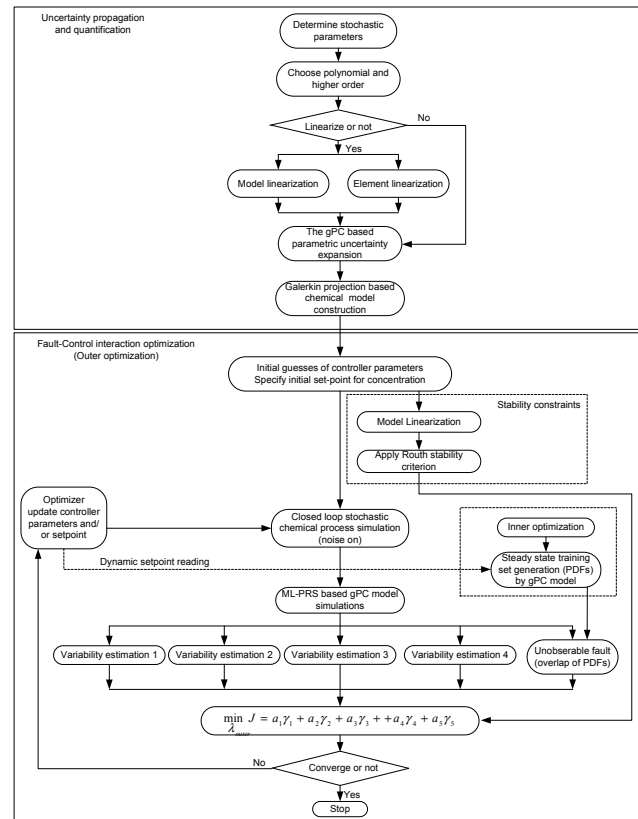 Uncertainty propagation
and quantification
Determine stochastic
parameters
Choose polynomial and
higher order
Linearize or not
No
Yes
Model linearization
Element linearization
The gPC based
parametric uncertainty
expansion
Galerkin projection based
chemical model
construction
Fault-Control interaction optimization
(Outer optimization)
Initial guesses of controller parameters
Specify initial set-point for concentration
Stability constraints
Model Linearization
Apply Routh stability
criterion
Optimizer
update controller
parameters and/
or setpoint
Closed loop stochastic
chemical process simulation
(noise on)
Inner optimization
Dynamic setpoint reading
Steady state training
set generation (PDFs)
by gPC model
ML-PRS based gPC model
simulations
Variability estimation 1
Variability estimation 2
Variability estimation 3
Variability estimation 4
Unobserable fault
(overlap of PDFs)
min J = a₁γ₁ + a₂γ₂ + a₃γ₃ + +a₄γ₄ + a₅γ₅
λouter
Converge or not
No
Yes
Stop